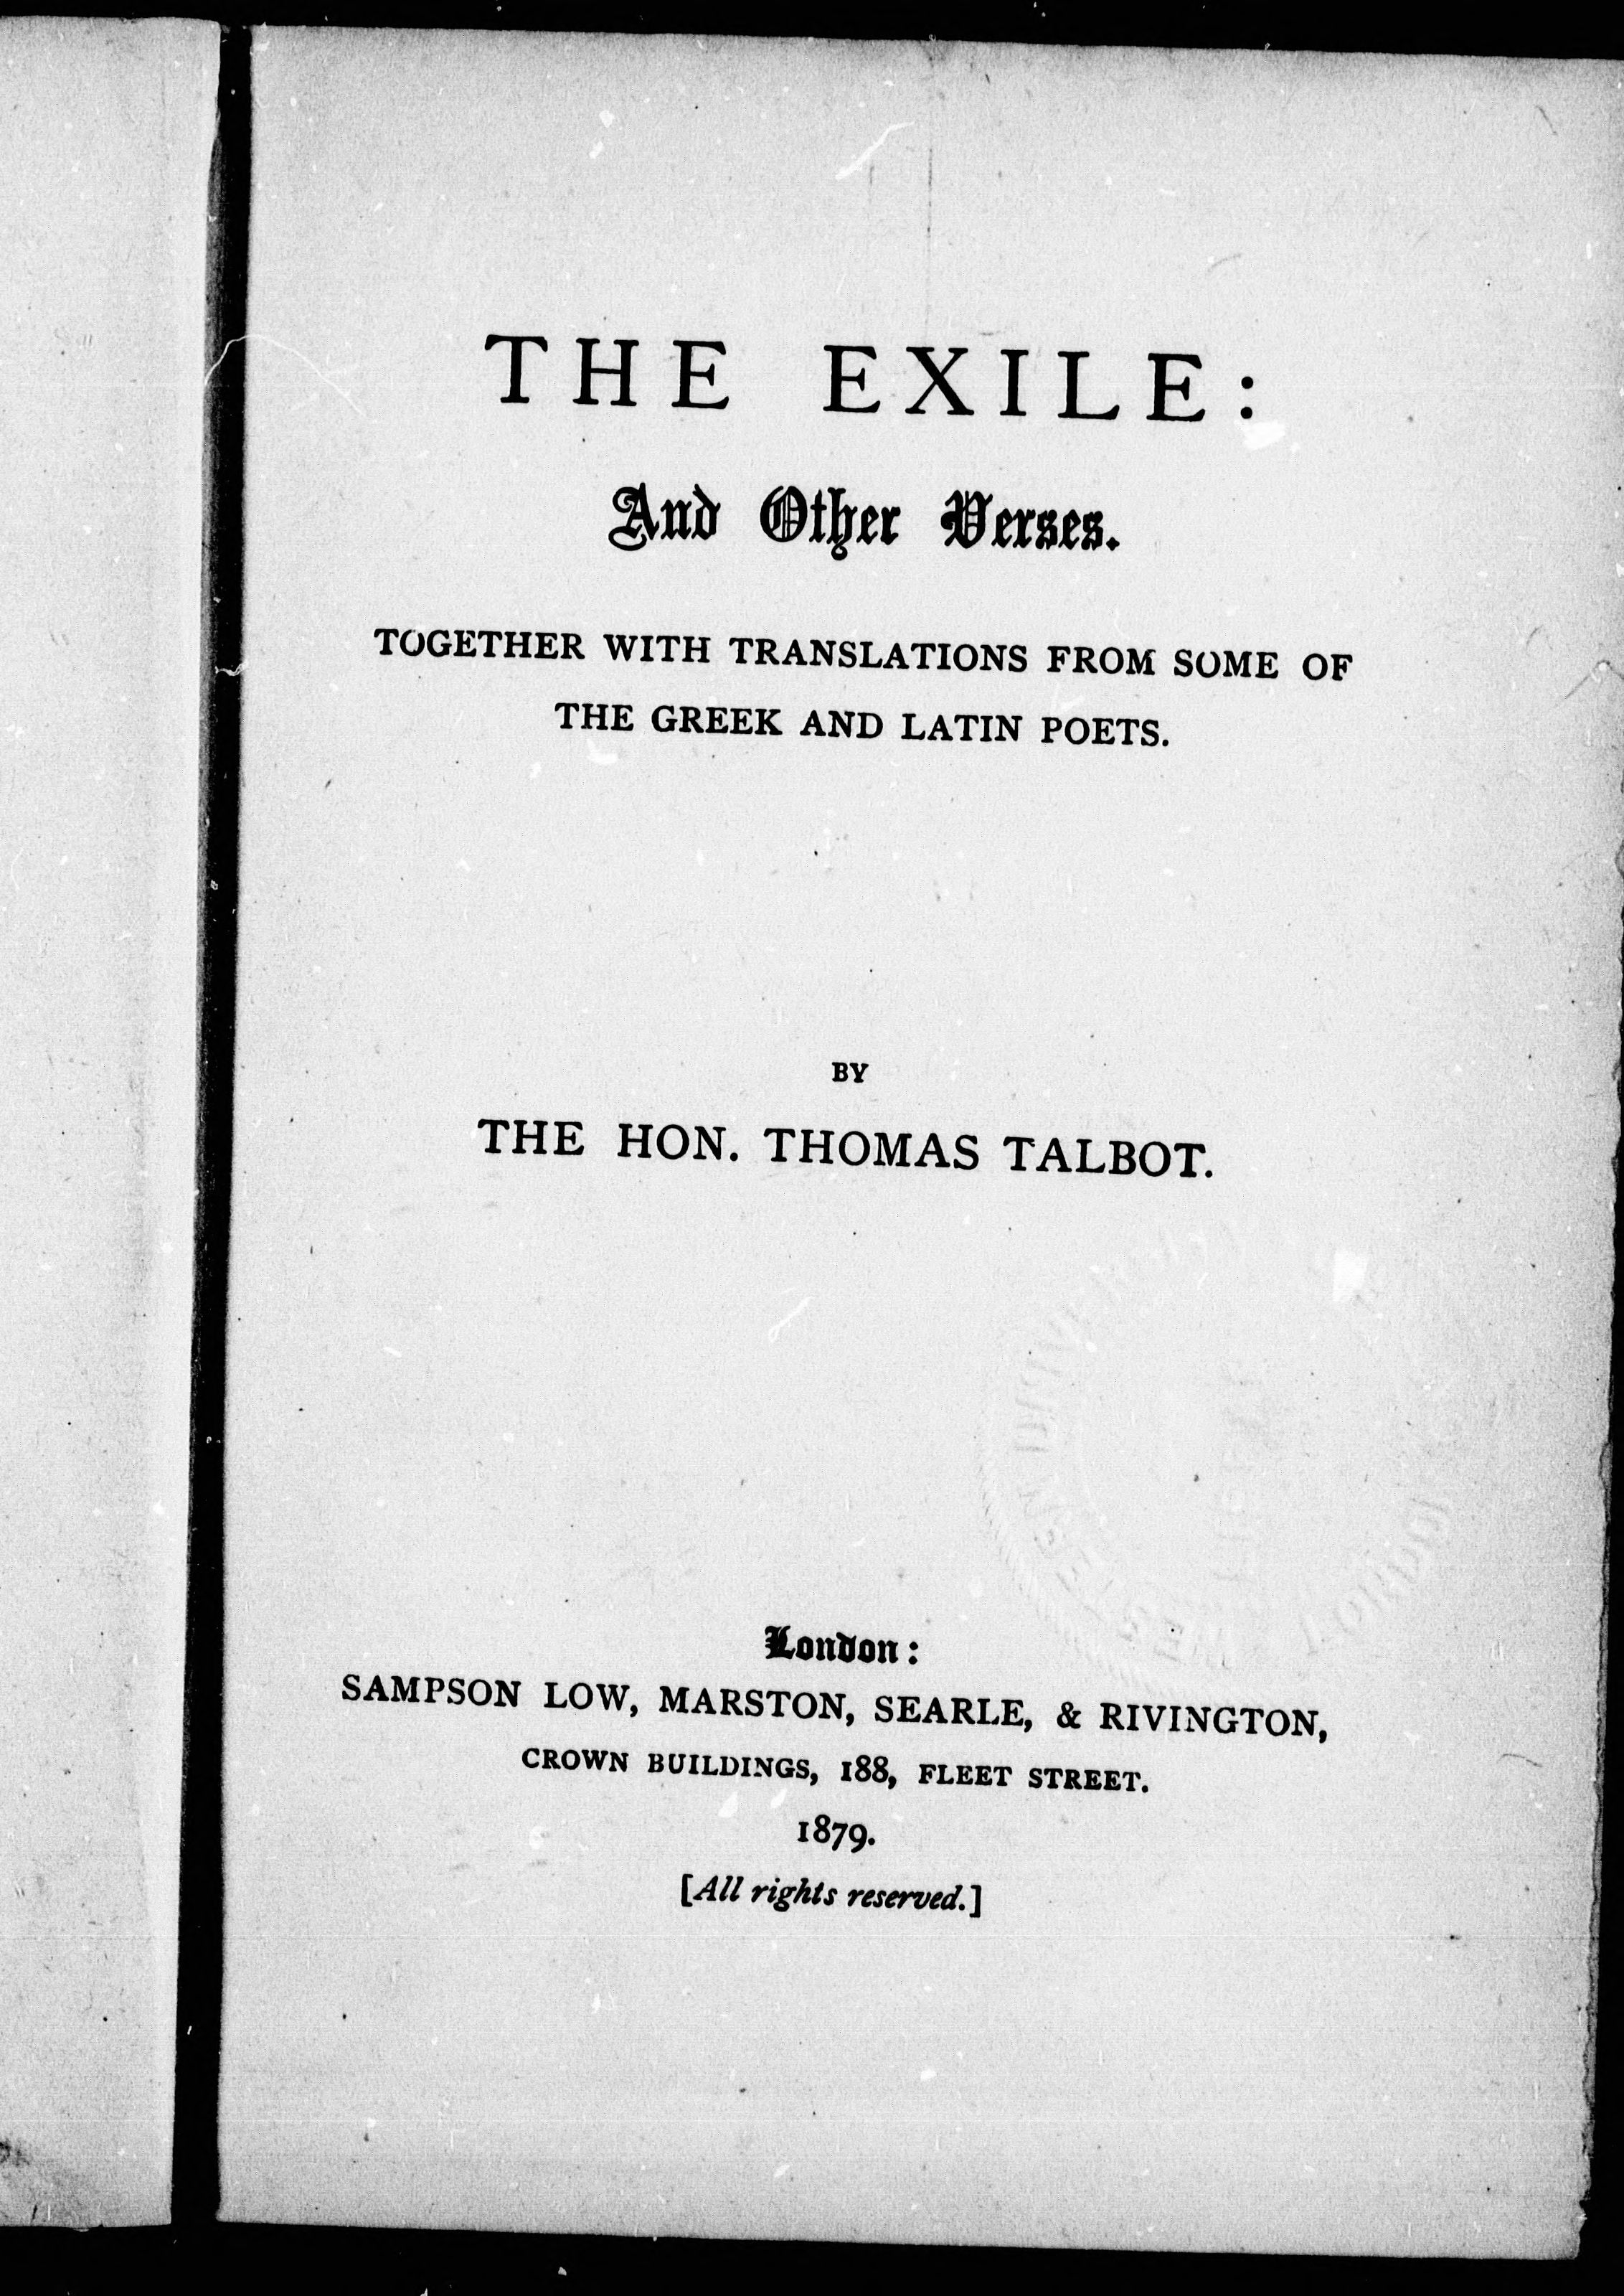 THE EXILE:
And Other Verses.
TOGETHER WITH TRANSLATIONS FROM SOME OF
THE GREEK AND LATIN POETS.
BY
THE HON. THOMAS TALBOT.
London:
SAMPSON LOW, MARSTON, SEARLE, & RIVINGTON,
CROWN BUILDINGS, 188, FLEET STREET.
1879.
[All rights reserved.]